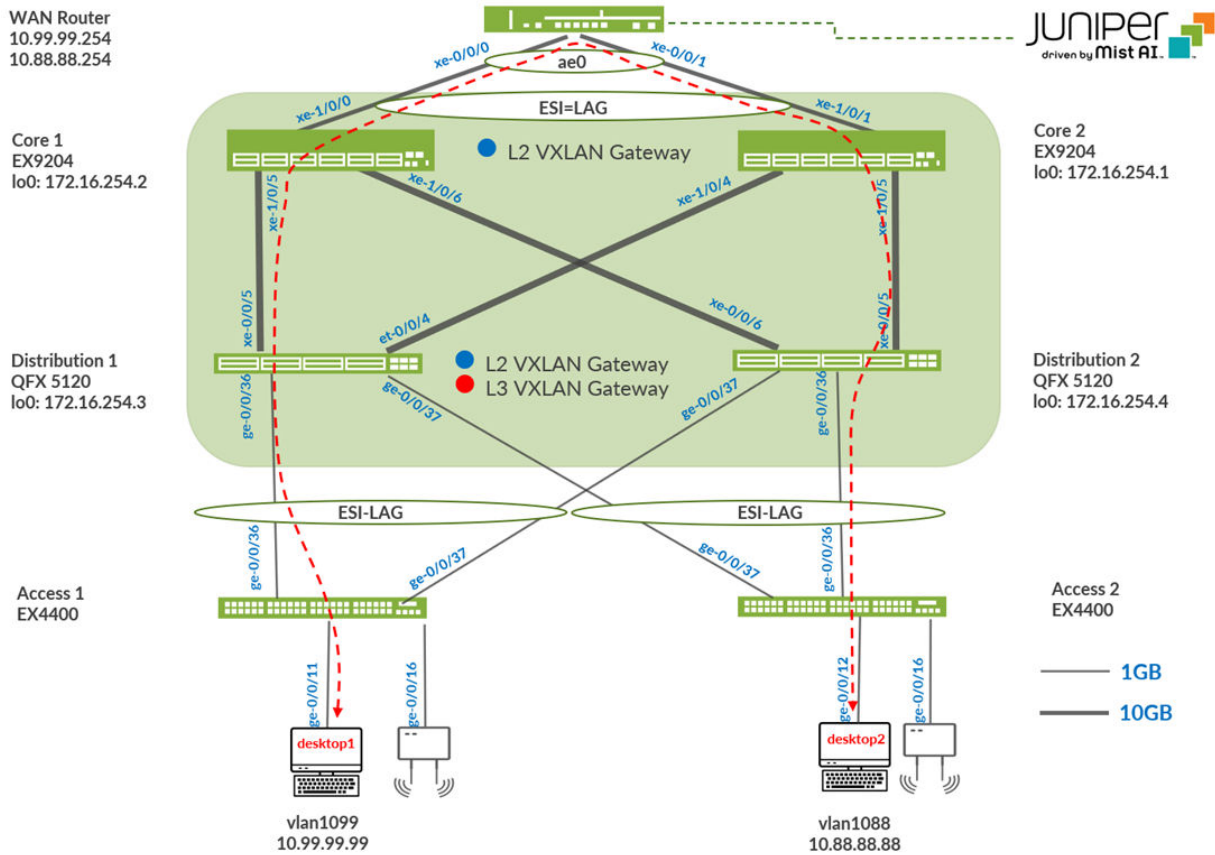 WAN Router
10.99.99.254
10.88.88.254
JUNIPER
driven by Mist AI
xe-0/0/0
xe-0/0/1
ae0
xe-1/0/0
ESI=LAG
xe-1/0/1
Core 1
EX9204
lo0: 172.16.254.2
L2 VXLAN Gateway
Core 2
EX9204
lo0: 172.16.254.1
xe-1/0/5
xe-1/0/6
xe-1/0/4
xe-1/0/5
xe-0/0/5
et-0/0/4
xe-0/0/6
xe-0/0/5
Distribution 1
QFX 5120
lo0: 172.16.254.3
L2 VXLAN Gateway
L3 VXLAN Gateway
Distribution 2
QFX 5120
lo0: 172.16.254.4
ge-0/0/36
ge-0/0/37
ge-0/0/37
ge-0/0/36
ESI-LAG
ESI-LAG
ge-0/0/36
ge-0/0/37
ge-0/0/37
ge-0/0/36
Access 1
EX4400
Access 2
EX4400
ge-0/0/11
ge-0/0/16
ge-0/0/12
ge-0/0/16
1GB
10GB
desktop1
desktop2
vlan1099
10.99.99.99
vlan1088
10.88.88.88